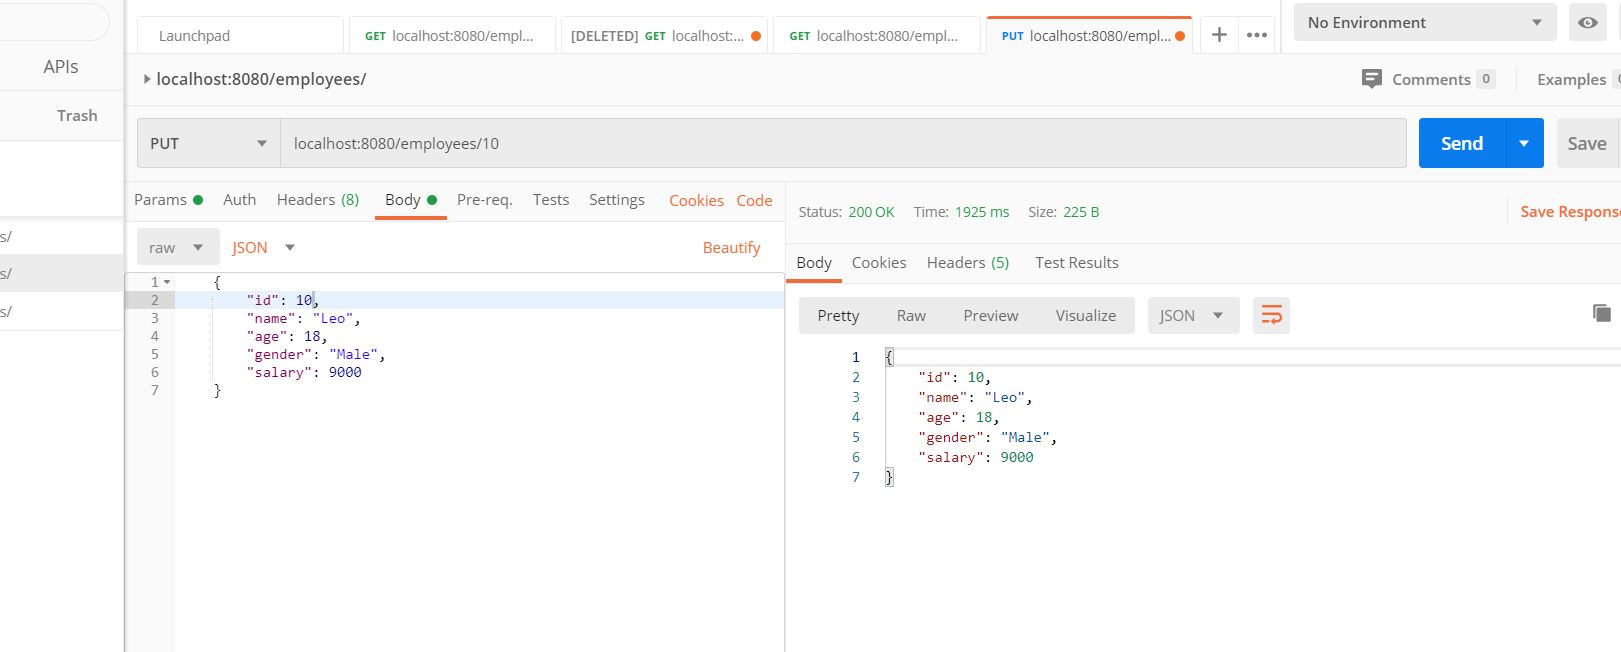 Launchpad
GET localhost:8080/empl...
[DELETED] GET localhost:...
GET localhost:8080/empl...
PUT localhost:8080/empl...
No Environment
APIs
Trash
s/
s/
s/
localhost:8080/employees/
Comments 0
Examples
PUT
localhost:8080/employees/10
Send
Save
Params
Auth
Headers (8)
Body
Pre-req.
Tests
Settings
Cookies
Code
raw
JSON
Beautify
1 {
2 "id": 10,
3 "name": "Leo",
4 "age": 18,
5 "gender": "Male",
6 "salary": 9000
7 }
Status: 200 OK Time: 1925 ms Size: 225 B
Save Respons
Body
Cookies
Headers (5)
Test Results
Pretty
Raw
Preview
Visualize
JSON
1 {
2 "id": 10,
3 "name": "Leo",
4 "age": 18,
5 "gender": "Male",
6 "salary": 9000
7 }